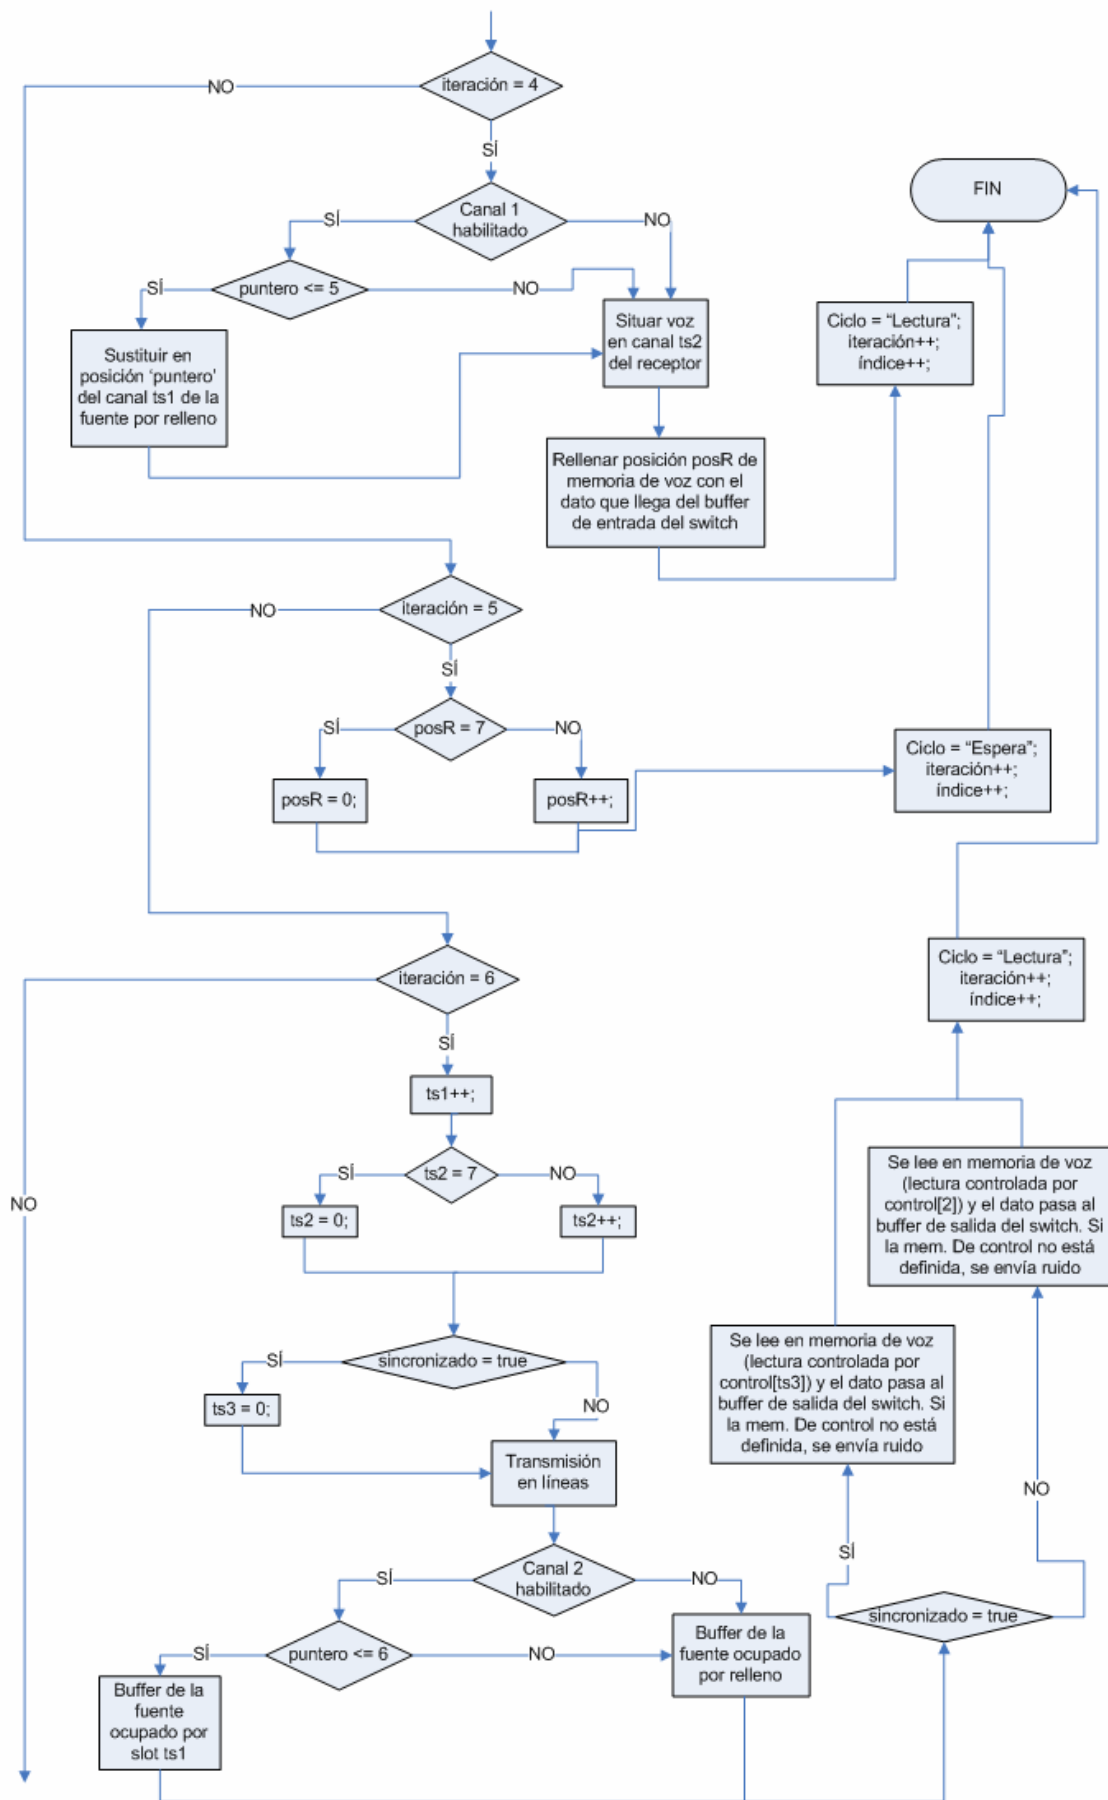 iteración = 4
NO
SÍ
FIN
Canal 1
habilitado
SÍ
NO
puntero <= 5
SÍ
NO
Situar voz
en canal ts2
del receptor
Ciclo = “Lectura”;
iteración++;
índice++;
Sustituir en
posición ‘puntero’
del canal ts1 de la
fuente por relleno
Rellenar posición posR de
memoria de voz con el
dato que llega del buffer
de entrada del switch
iteración = 5
NO
SÍ
posR = 7
SÍ
NO
posR = 0;
posR++;
Ciclo = “Espera”;
iteración++;
índice++;
iteración = 6
NO
SÍ
Ciclo = “Lectura”;
iteración++;
índice++;
ts1++;
ts2 = 7
SÍ
NO
ts2 = 0;
ts2++;
Se lee en memoria de voz
(lectura controlada por
control[2]) y el dato pasa al
buffer de salida del switch. Si
la mem. De control no está
definida, se envía ruido
sincronizado = true
SÍ
NO
ts3 = 0;
Se lee en memoria de voz
(lectura controlada por
control[ts3]) y el dato pasa al
buffer de salida del switch. Si
la mem. De control no está
definida, se envía ruido
Transmisión
en líneas
NO
SÍ
Canal 2
habilitado
SÍ
NO
sincronizado = true
puntero <= 6
SÍ
NO
Buffer de la
fuente ocupado
por relleno
Buffer de la
fuente
ocupado por
slot ts1